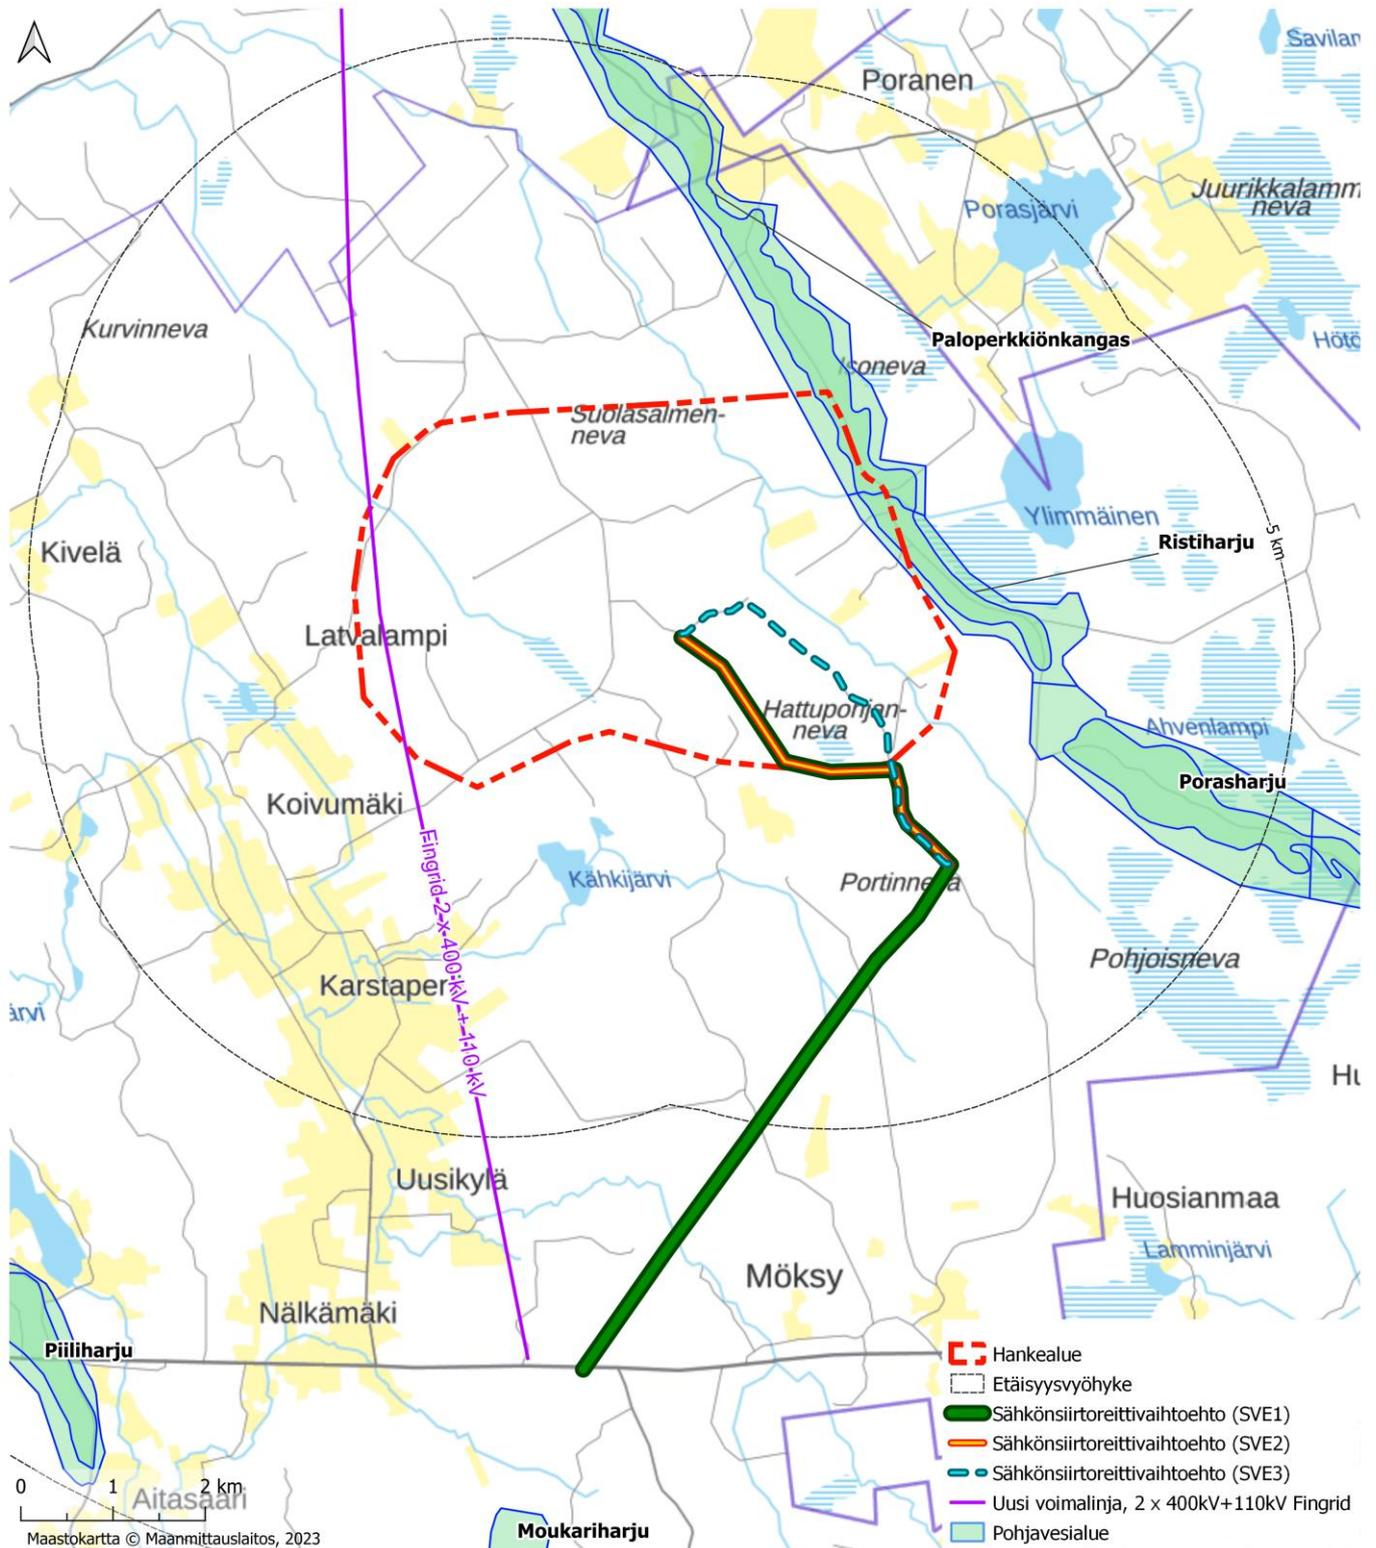 Savilan
Poranen
Juurikkalamm
neva
Porasjärvi
Kurvinneva
Paloperkkiönkangas
Hötö
Isoneva
Suolasalmen-
neva
Ylimmäinen
Ristiharju
5 km
Kivelä
Latvalampi
Hattupohjan-
neva
Ahvenlampi
Porasharju
Koivumäki
Fingrid 2 x 400 kV + 110 kV
Kähkijärvi
Portinneva
Pohjoisneva
Karstaper
ärvi
Hu
Uusikylä
Huosianmaa
Lamminjärvi
Möksy
Nälkämäki
Piiliharju
Aitasaari
Moukariharju
0 1 2 km
Maastokartta © Maanmittauslaitos, 2023
Hankealue
Etäisyysvyöhyke
Sähkönsiirtoreittivaihtoehto (SVE1)
Sähkönsiirtoreittivaihtoehto (SVE2)
Sähkönsiirtoreittivaihtoehto (SVE3)
Uusi voimalinja, 2 x 400kV+110kV Fingrid
Pohjavesialue